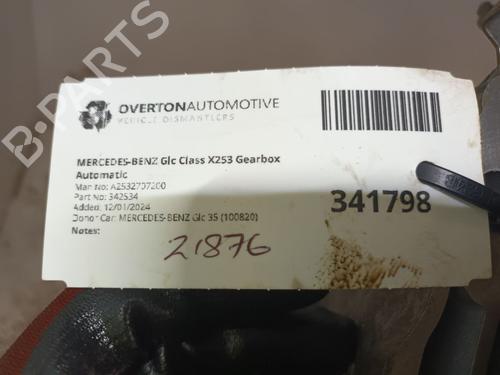 OVERTONAUTOMOTIVE
VEHICLE DISMANTLERS
MERCEDES-BENZ Glc Class X253 Gearbox
Automatic
Man No: A2532707200
Part No: 342534
Added: 12/01/2024
Donor Car: MERCEDES-BENZ Glc 35 (100820)
Notes:
21876
341798
B-PARTS